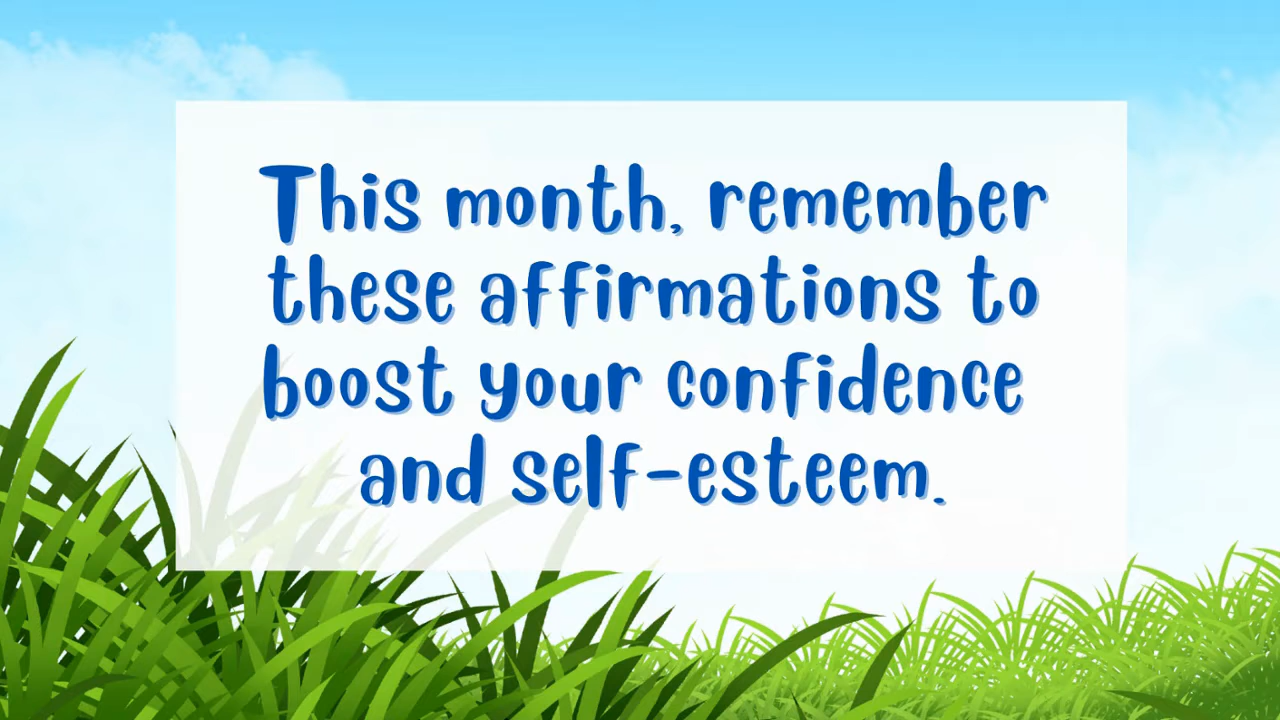 This month, remember
these affirmations to
boost your confidence
and self-esteem.